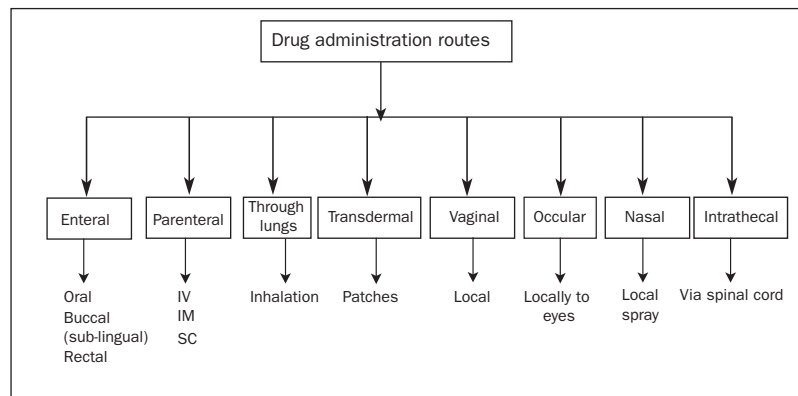 Drug administration routes
Enteral
Parenteral
Through
lungs
Transdermal
Vaginal
Occular
Nasal
Intrathecal
Oral
Buccal
(sub-lingual)
Rectal
IV
IM
SC
Inhalation
Patches
Local
Locally to
eyes
Local
spray
Via spinal cord